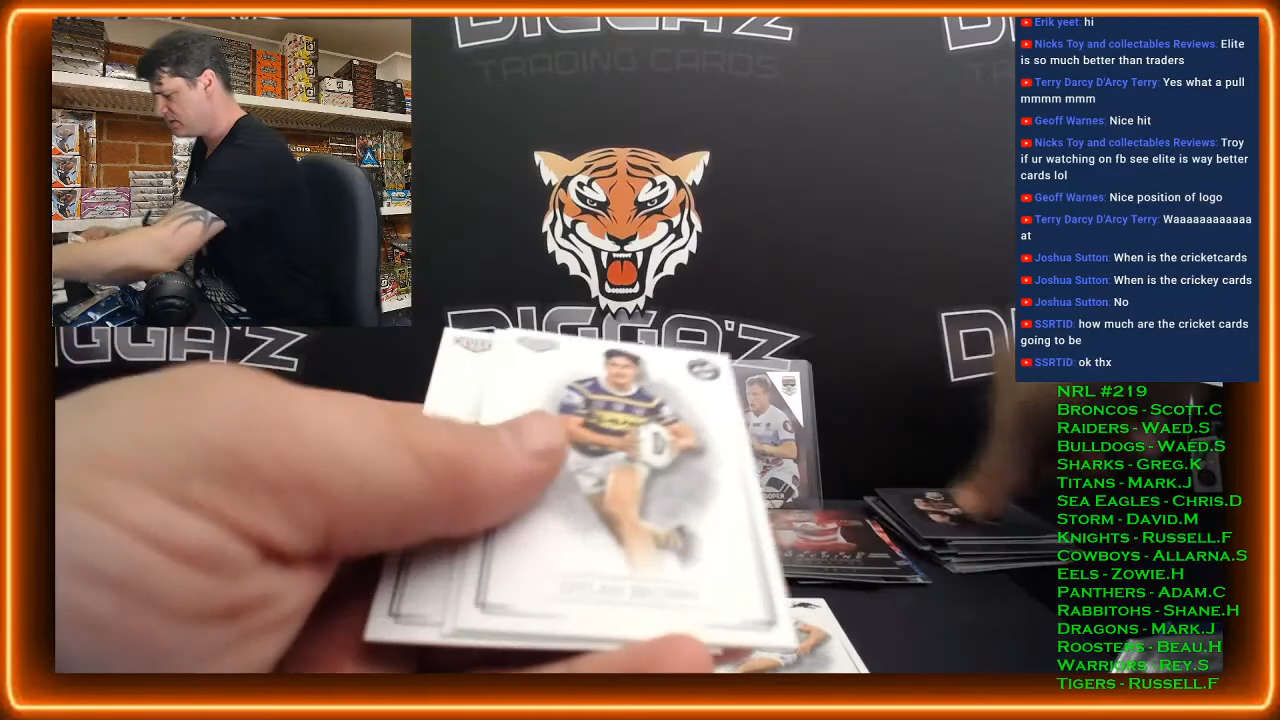 DIGGA'Z
TRADING CARDS
DIGGA'Z
Erik yeet: hi
Nicks Toy and collectables Reviews: Elite
is so much better than traders
Terry Darcy D'Arcy Terry: Yes what a pull
mmmm mmm
Geoff Warnes: Nice hit
Nicks Toy and collectables Reviews: Troy
if ur watching on fb see elite is way better
cards lol
Geoff Warnes: Nice position of logo
Terry Darcy D'Arcy Terry: Waaaaaaaaaaaa
at
Joshua Sutton: When is the cricketcards
Joshua Sutton: When is the crickey cards
Joshua Sutton: No
SSRTID: how much are the cricket cards
going to be
SSRTID: ok thx
NRL #219
Broncos - Scott.C
Raiders - Waed.S
Bulldogs - Waed.S
Sharks - Greg.K
Titans - Mark.J
Sea Eagles - Chris.D
Storm - David.M
Knights - Russell.F
Cowboys - Allarna.S
Eels - Zowie.H
Panthers - Adam.C
Rabbitohs - Shane.H
Dragons - Mark.J
Roosters - Beau.H
Warriors - Rey.S
Tigers - Russell.F